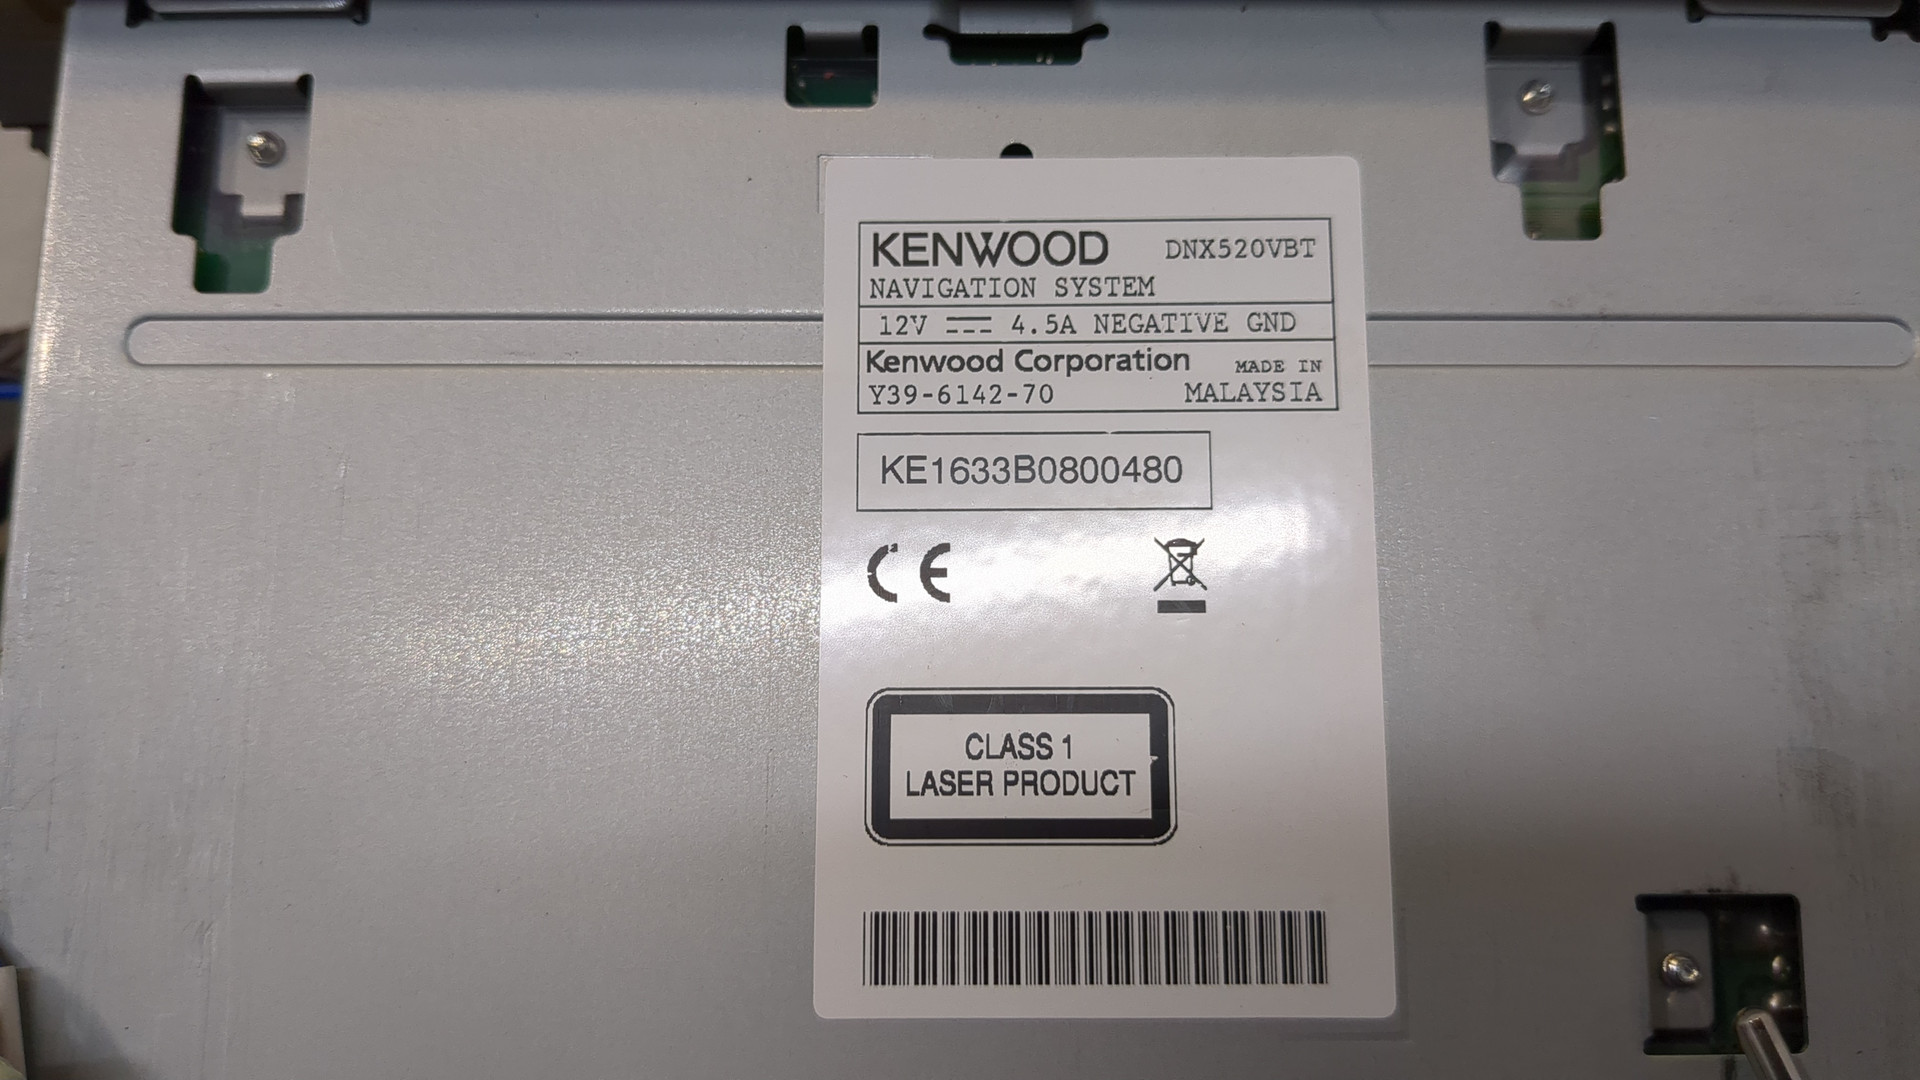 KENWOOD DNX520VBT
NAVIGATION SYSTEM
12V ⎓ 4.5A NEGATIVE GND
Kenwood Corporation MADE IN
Y39-6142-70 MALAYSIA
KE1633B0800480
CE
CLASS 1
LASER PRODUCT